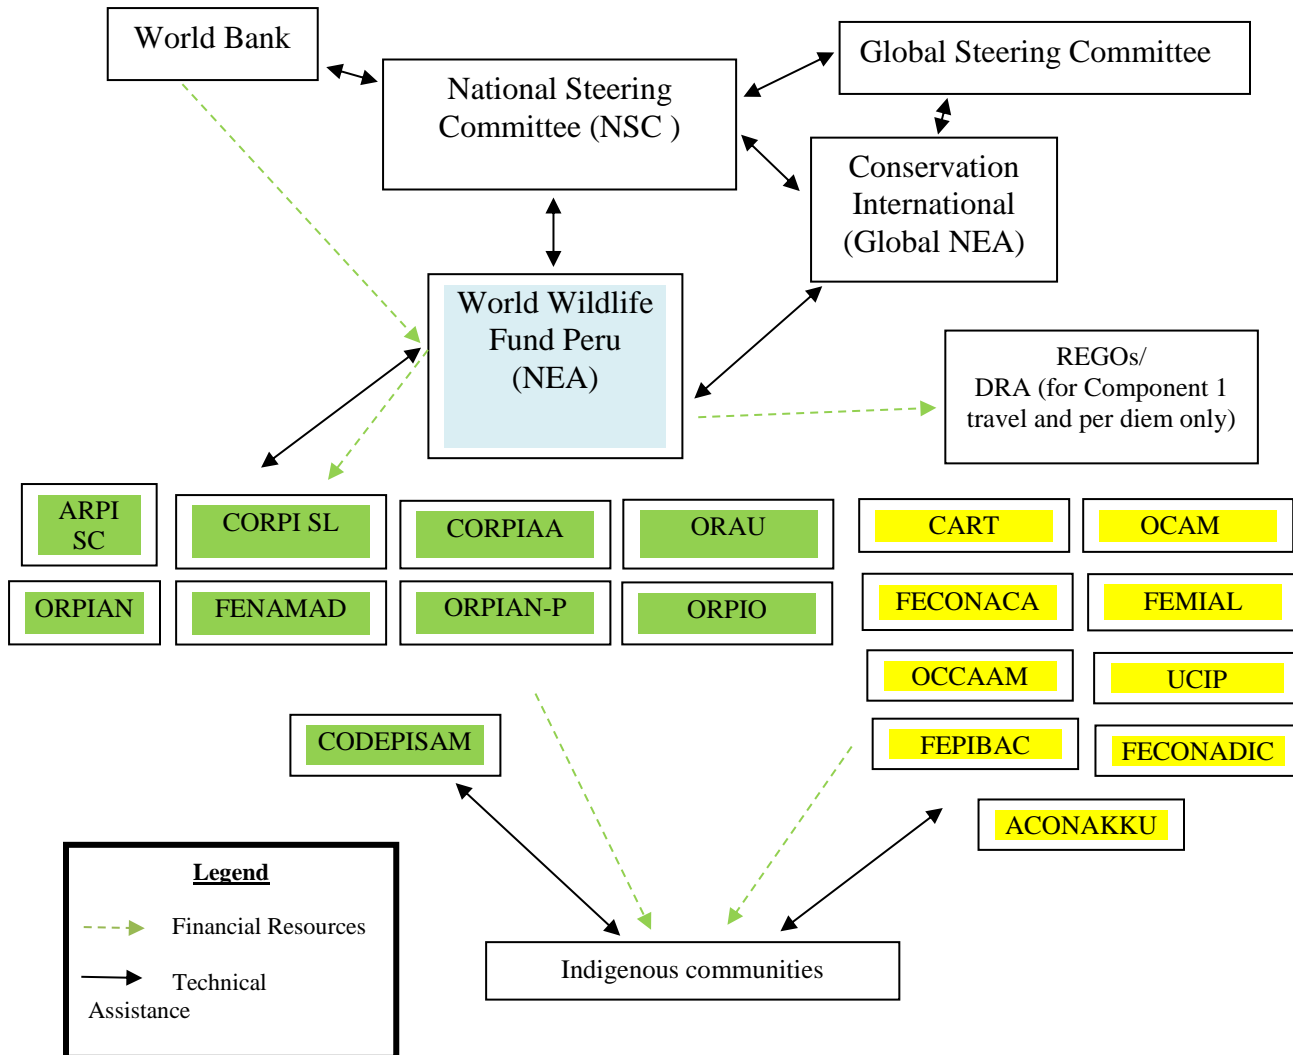 World Bank
Global Steering Committee
National Steering
Committee (NSC )
Conservation
International
(Global NEA)
World Wildlife
Fund Peru
(NEA)
REGOs/
DRA (for Component 1
travel and per diem only)
ARPI
SC
CORPI SL
CORPIAA
ORAU
CART
OCAM
ORPIAN
FENAMAD
ORPIAN-P
ORPIO
FECONACA
FEMIAL
OCCAAM
UCIP
CODEPISAM
FEPIBAC
FECONADIC
ACONAKKU
Legend
Financial Resources
Technical
Assistance
Indigenous communities